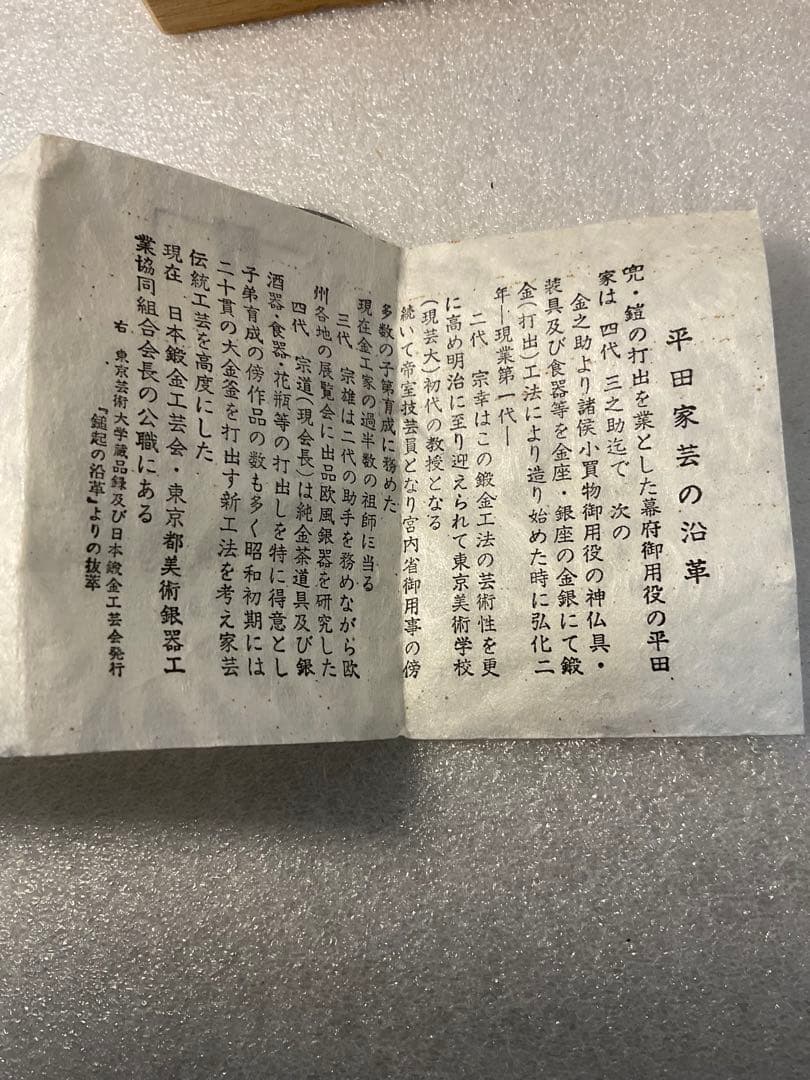 平田家芸の沿革
兜・鎧の打出を業とした幕府御用役の平田
家は 四代 三之助迄で 次の
金之助より諸侯小買物御用役の神仏具・
装具及び食器等を金座・銀座の金銀にて鍛
金(打出)工法により造り始めた時に弘化二
年―現業第一代―
二代 宗幸はこの鍛金工法の芸術性を更
に高め明治に至り迎えられて東京美術学校
(現芸大)初代の教授となる
続いて帝室技芸員となり宮内省御用事の傍
多数の子弟育成に務めた
現在金工家の過半数の祖師に当る
三代 宗雄は二代の助手を務めながら欧
州各地の展覧会に出品欧風銀器を研究した
四代 宗道(現会長)は純金茶道具及び銀
酒器・食器・花瓶等の打出しを特に得意とし
子弟育成の傍作品の数も多く昭和初期には
二十貫の大金釜を打出す新工法を考え家芸
伝統工芸を高度にした
現在 日本鍛金工芸会・東京都美術銀器工
業協同組合会長の公職にある
右 東京芸術大学蔵品録及び日本鍛金工芸会発行
『鎚起の沿革』よりの抜萃